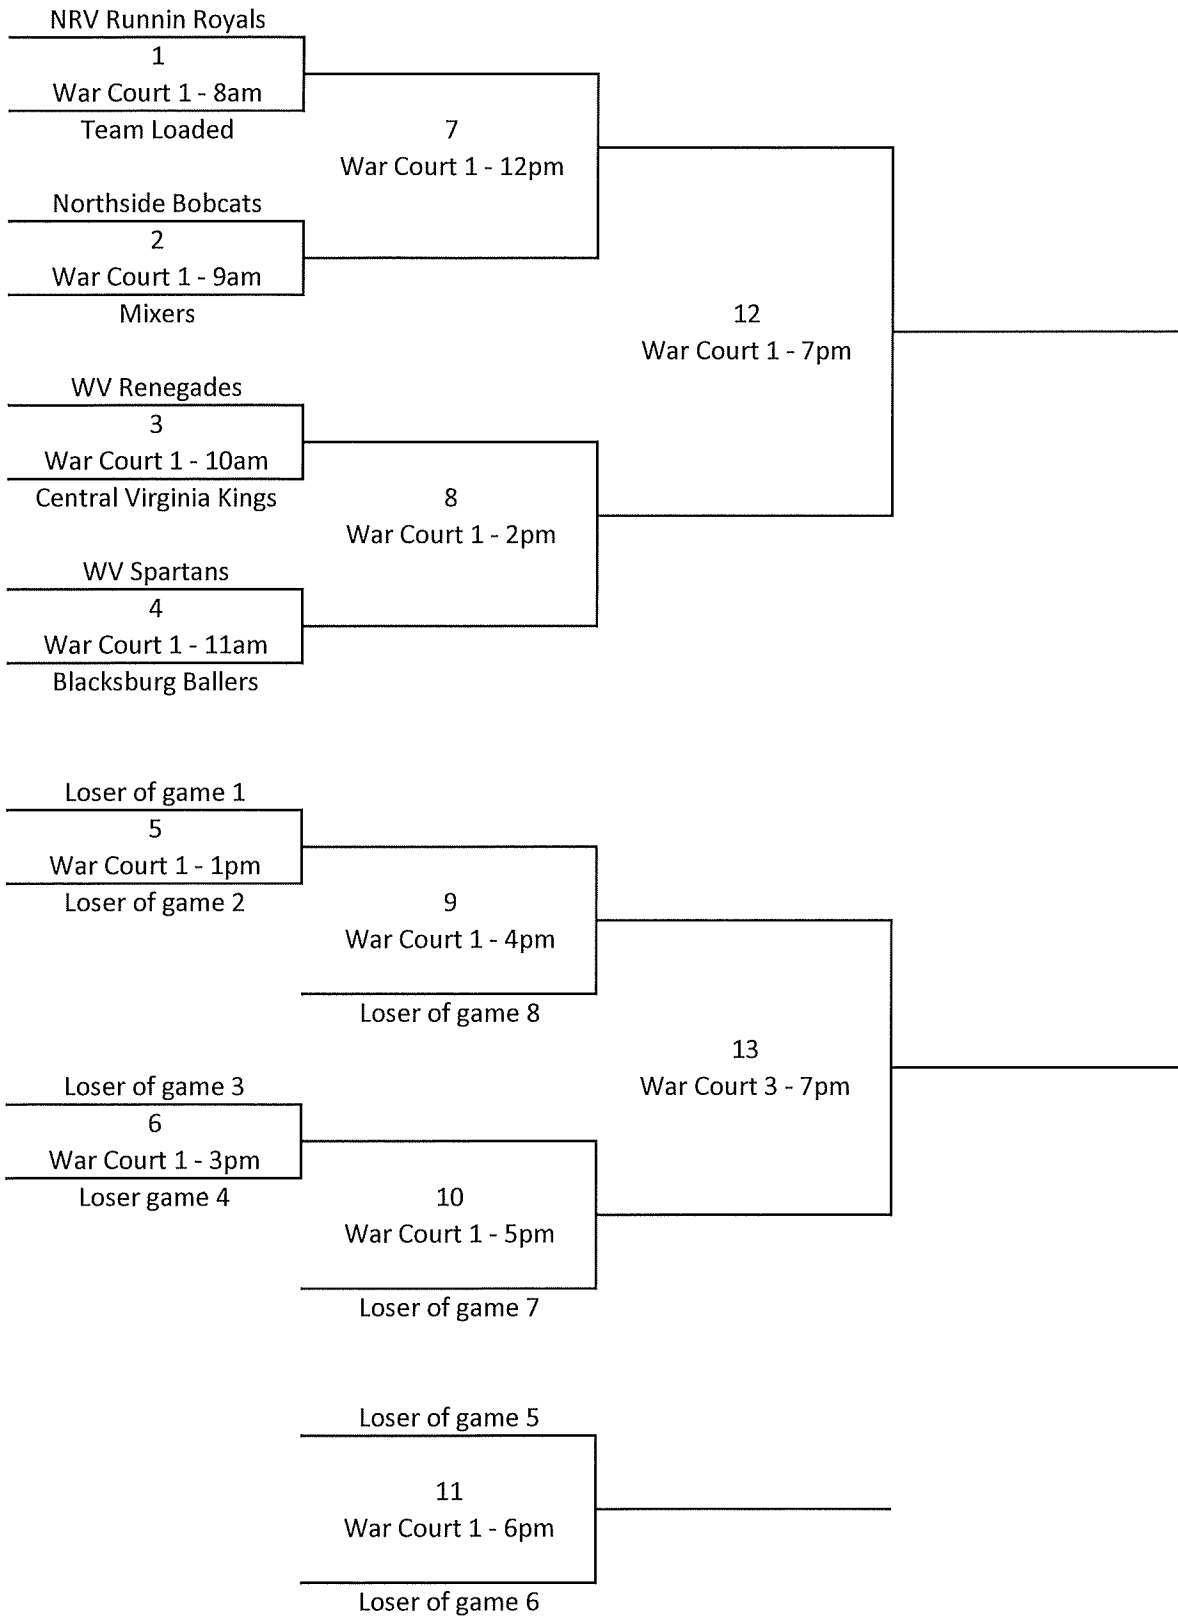 NRV Runnin Royals
1
War Court 1 - 8am
Team Loaded
7
War Court 1 - 12pm
Northside Bobcats
2
War Court 1 - 9am
Mixers
12
War Court 1 - 7pm
WV Renegades
3
War Court 1 - 10am
Central Virginia Kings
8
War Court 1 - 2pm
WV Spartans
4
War Court 1 - 11am
Blacksburg Ballers
Loser of game 1
5
War Court 1 - 1pm
Loser of game 2
9
War Court 1 - 4pm
Loser of game 8
13
War Court 3 - 7pm
Loser of game 3
6
War Court 1 - 3pm
Loser game 4
10
War Court 1 - 5pm
Loser of game 7
Loser of game 5
11
War Court 1 - 6pm
Loser of game 6